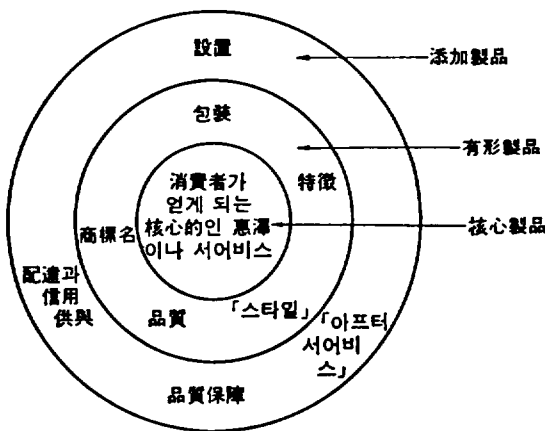 設置
添加製品
包裝
有形製品
消費者가
얻게 되는
核心的인 惠澤
이나 서어비스
特徵
商標名
核心製品
配達과
信用
供與
品質
「스타일」
「아프터
서어비
스」
品質保障